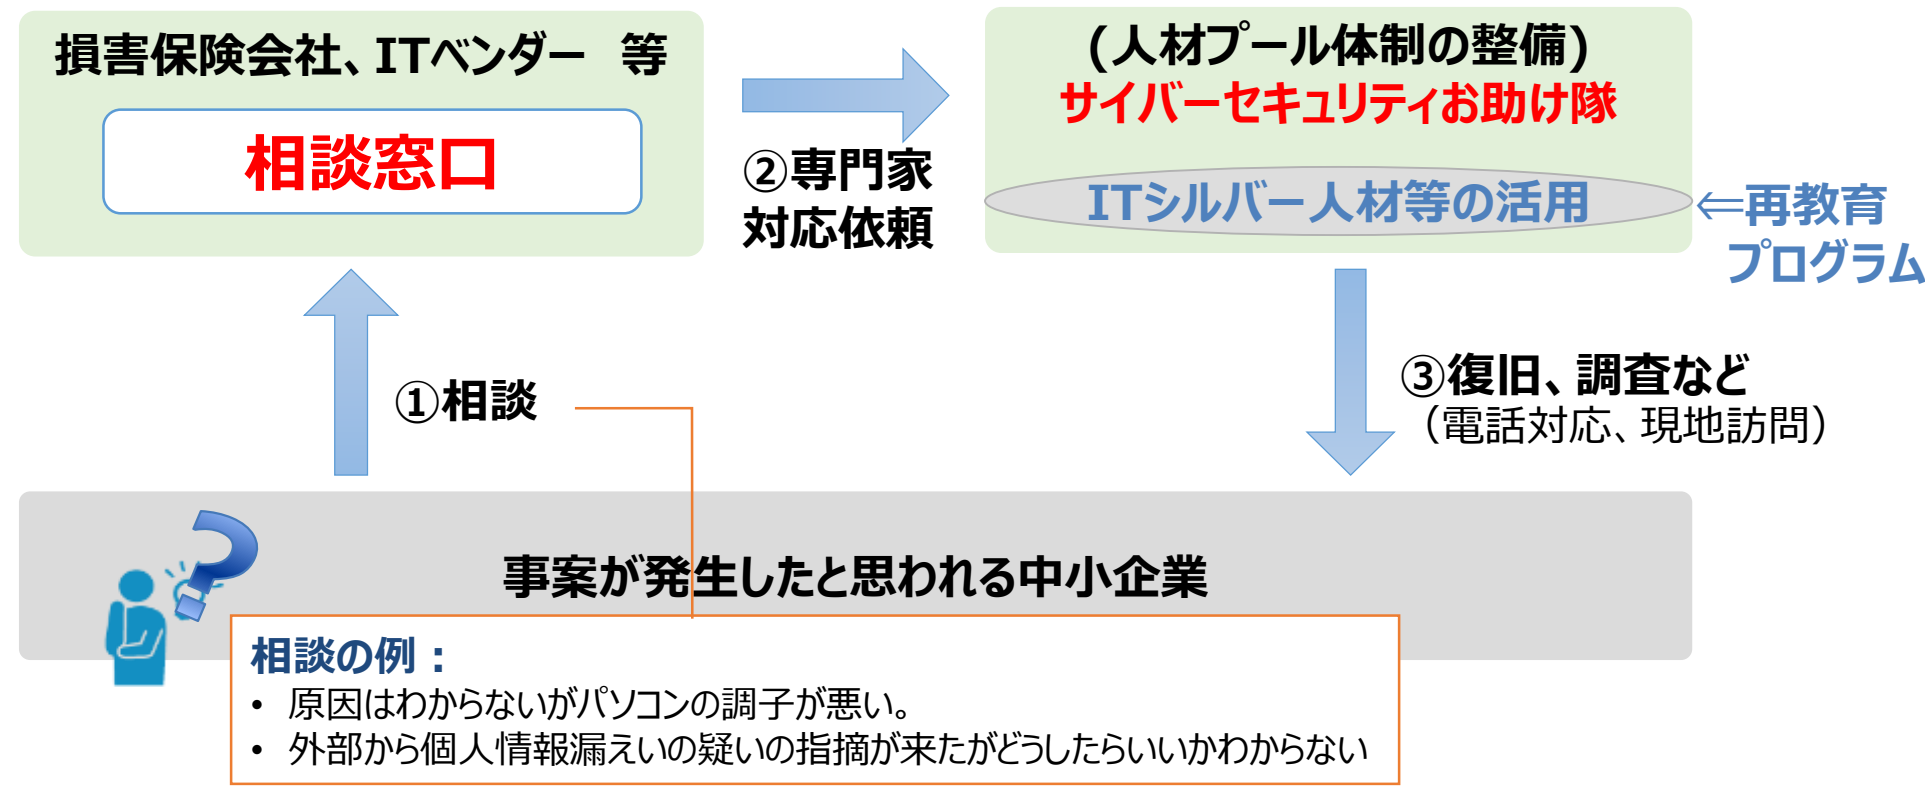 損害保険会社、ITベンダー 等
相談窓口
②専門家
対応依頼
(人材プール体制の整備)
サイバーセキュリティお助け隊
ITシルバー人材等の活用
⇐再教育
プログラム
①相談
③復旧、調査など
（電話対応、現地訪問）
事案が発生したと思われる中小企業
?
相談の例：
• 原因はわからないがパソコンの調子が悪い。
• 外部から個人情報漏えいの疑いの指摘が来たがどうしたらいいかわからない